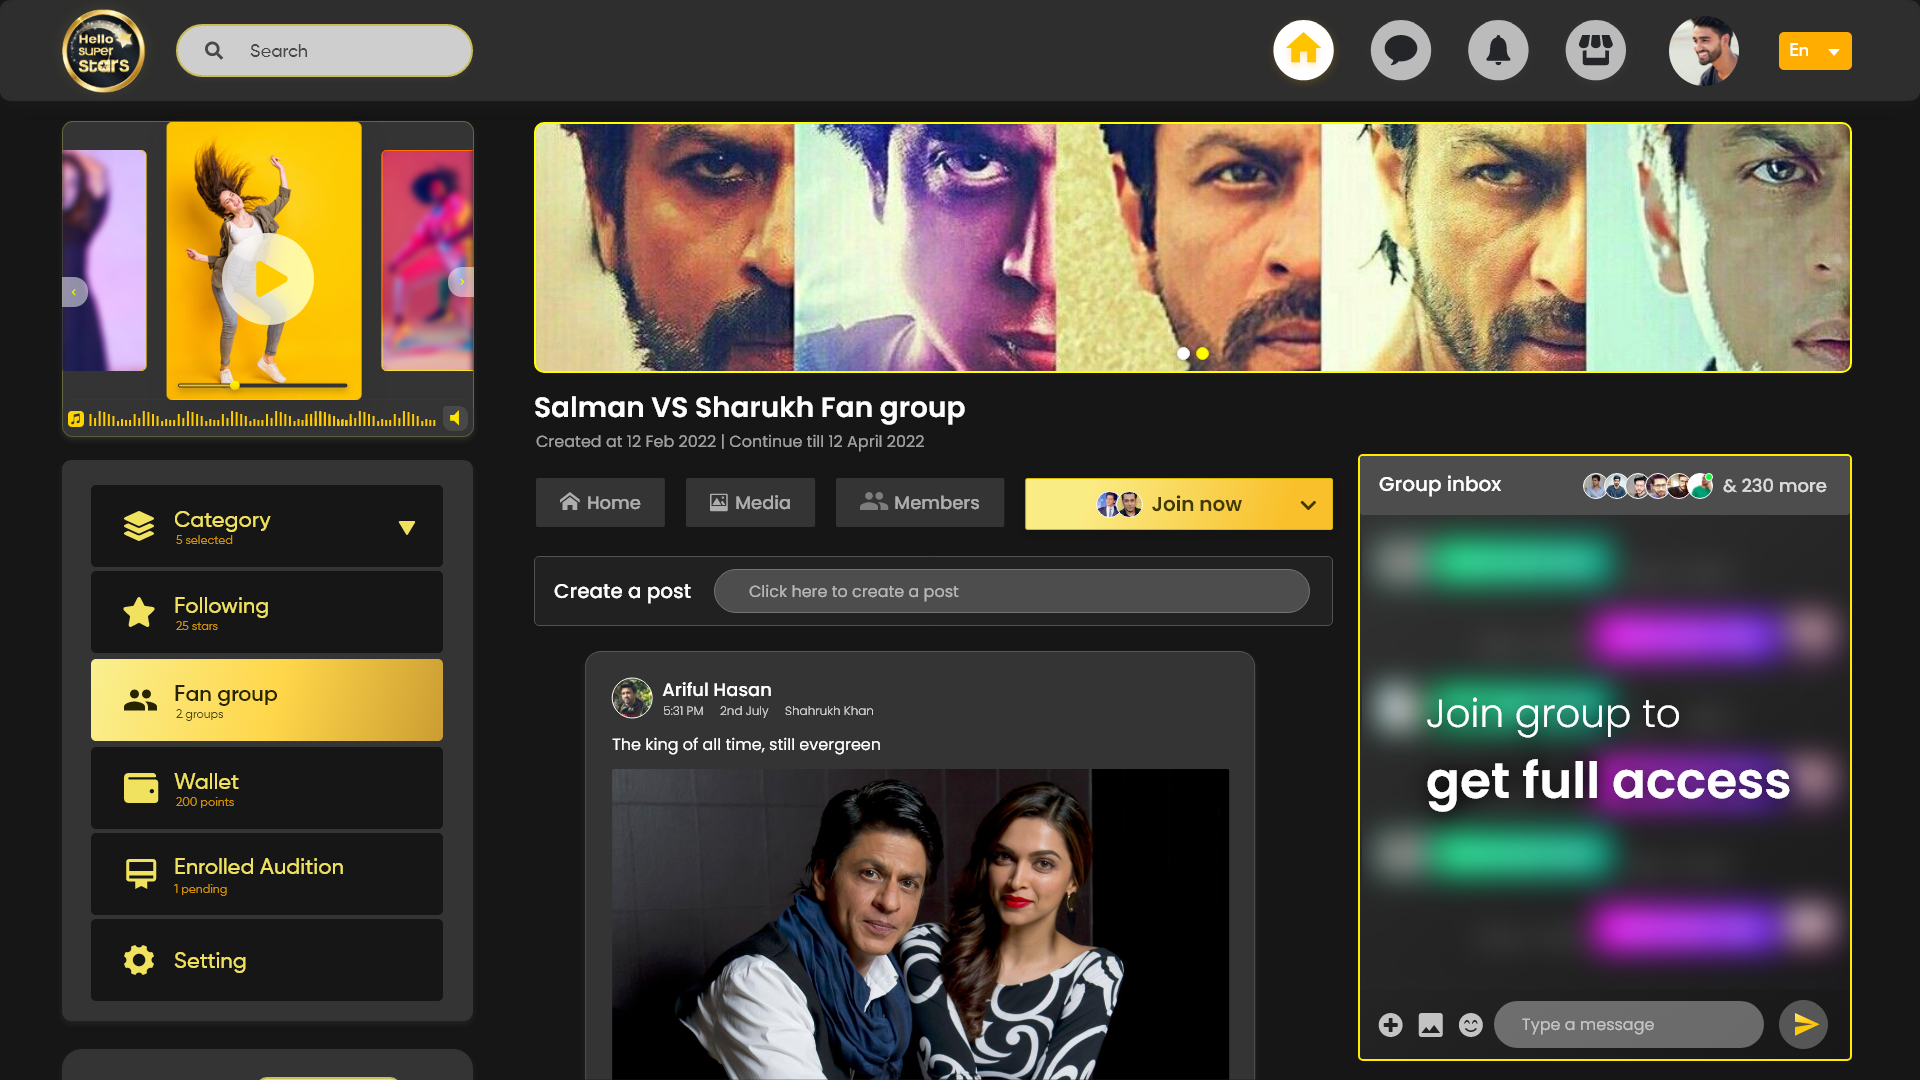 Hello
super
stars
Search
En
Salman VS Sharukh Fan group
Created at 12 Feb 2022 | Continue till 12 April 2022
Home
Media
Members
Join now
Create a post
Click here to create a post
Category
5 selected
Following
25 stars
Fan group
2 groups
Wallet
200 points
Enrolled Audition
1 pending
Setting
Ariful Hasan
5:31 PM 2nd July Shahrukh Khan
The king of all time, still evergreen
Group inbox
& 230 more
Join group to
get full access
Type a message